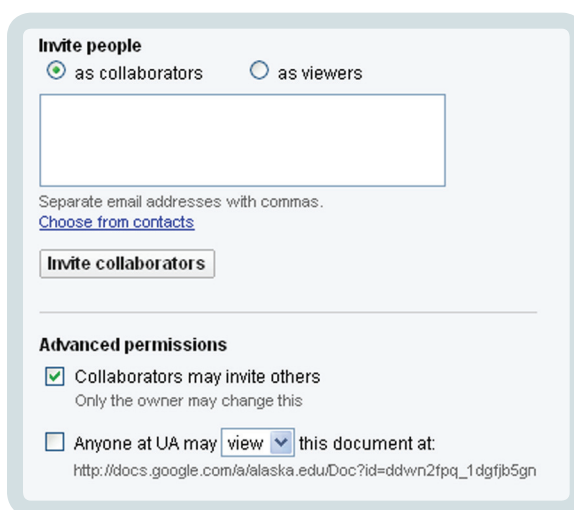 Invite people
as collaborators as viewers
Separate email addresses with commas.
Choose from contacts
Invite collaborators
Advanced permissions
Collaborators may invite others
Only the owner may change this
Anyone at UA may view this document at:
http://docs.google.com/a/alaska.edu/Doc?id=ddwn2fpq_1dgfjb5gn